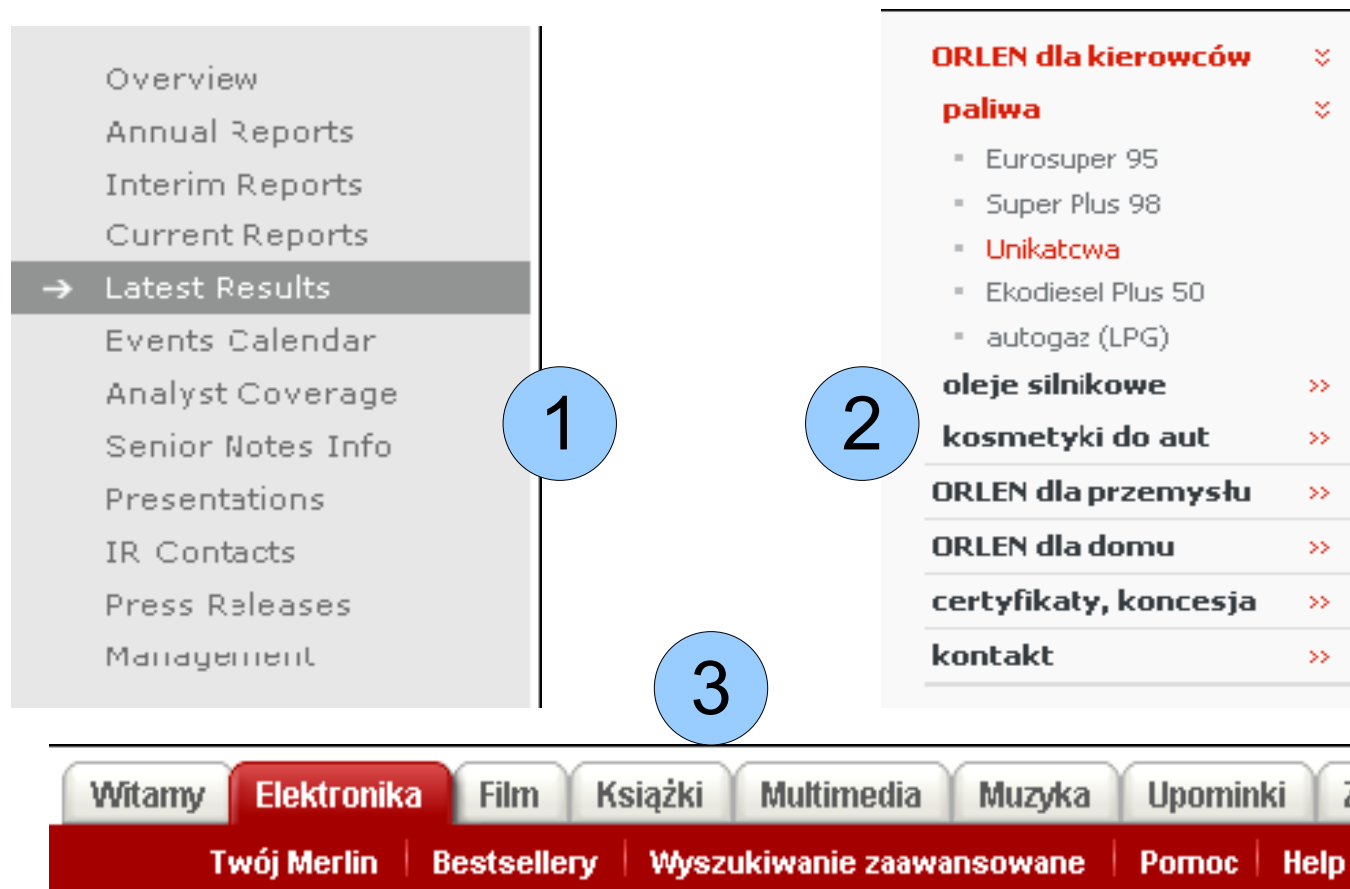 Overview
Annual Reports
Interim Reports
Current Reports
→ Latest Results
Events Calendar
Analyst Coverage
Senior Notes Info
Presentations
IR Contacts
Press Releases
Management
1
ORLEN dla kierowców
paliwa
Eurosuper 95
Super Plus 98
Unikatowa
Ekodiesel Plus 50
autogaz (LPG)
oleje silnikowe >>
kosmetyki do aut >>
ORLEN dla przemysłu >>
ORLEN dla domu >>
certyfikaty, koncesja >>
kontakt >>
2
3
Witamy Elektronika Film Książki Multimedia Muzyka Upominki
Twój Merlin | Bestsellery | Wyszukiwanie zaawansowane | Pomoc | Help